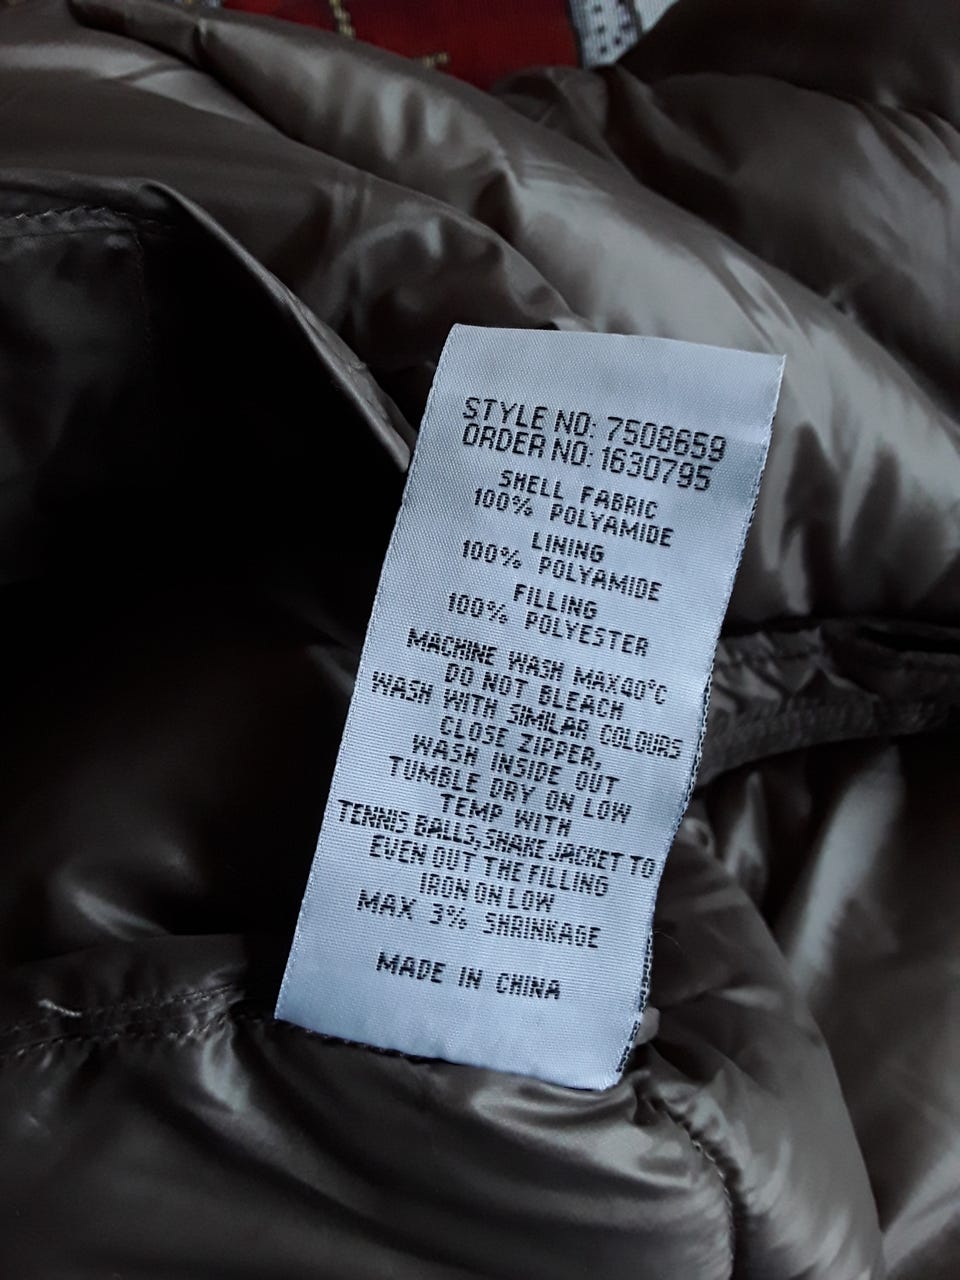 STYLE NO: 7508659
ORDER NO: 1630795
SHELL FABRIC
100% POLYAMIDE
LINING
100% POLYAMIDE
FILLING
100% POLYESTER
MACHINE WASH MAX40°C
DO NOT BLEACH
WASH WITH SIMILAR COLOURS
CLOSE ZIPPER,
WASH INSIDE OUT
TUMBLE DRY ON LOW
TEMP WITH
TENNIS BALLS,SHAKE JACKET TO
EVEN OUT THE FILLING
IRON ON LOW
MAX 3% SHRINKAGE
MADE IN CHINA